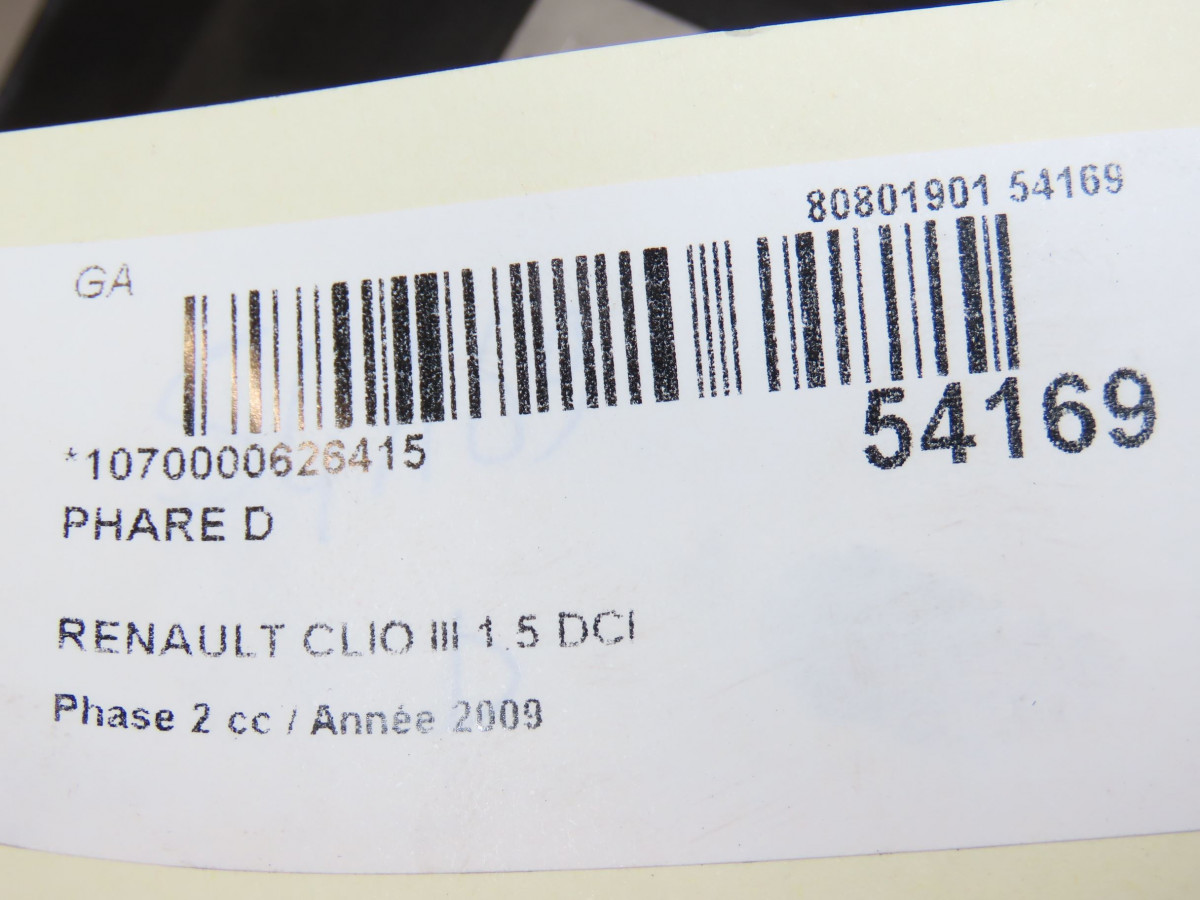 80801901 54169
GA
54169
*1070000626415
PHARE D
RENAULT CLIO III 1.5 DCI
Phase 2 cc / Année 2009